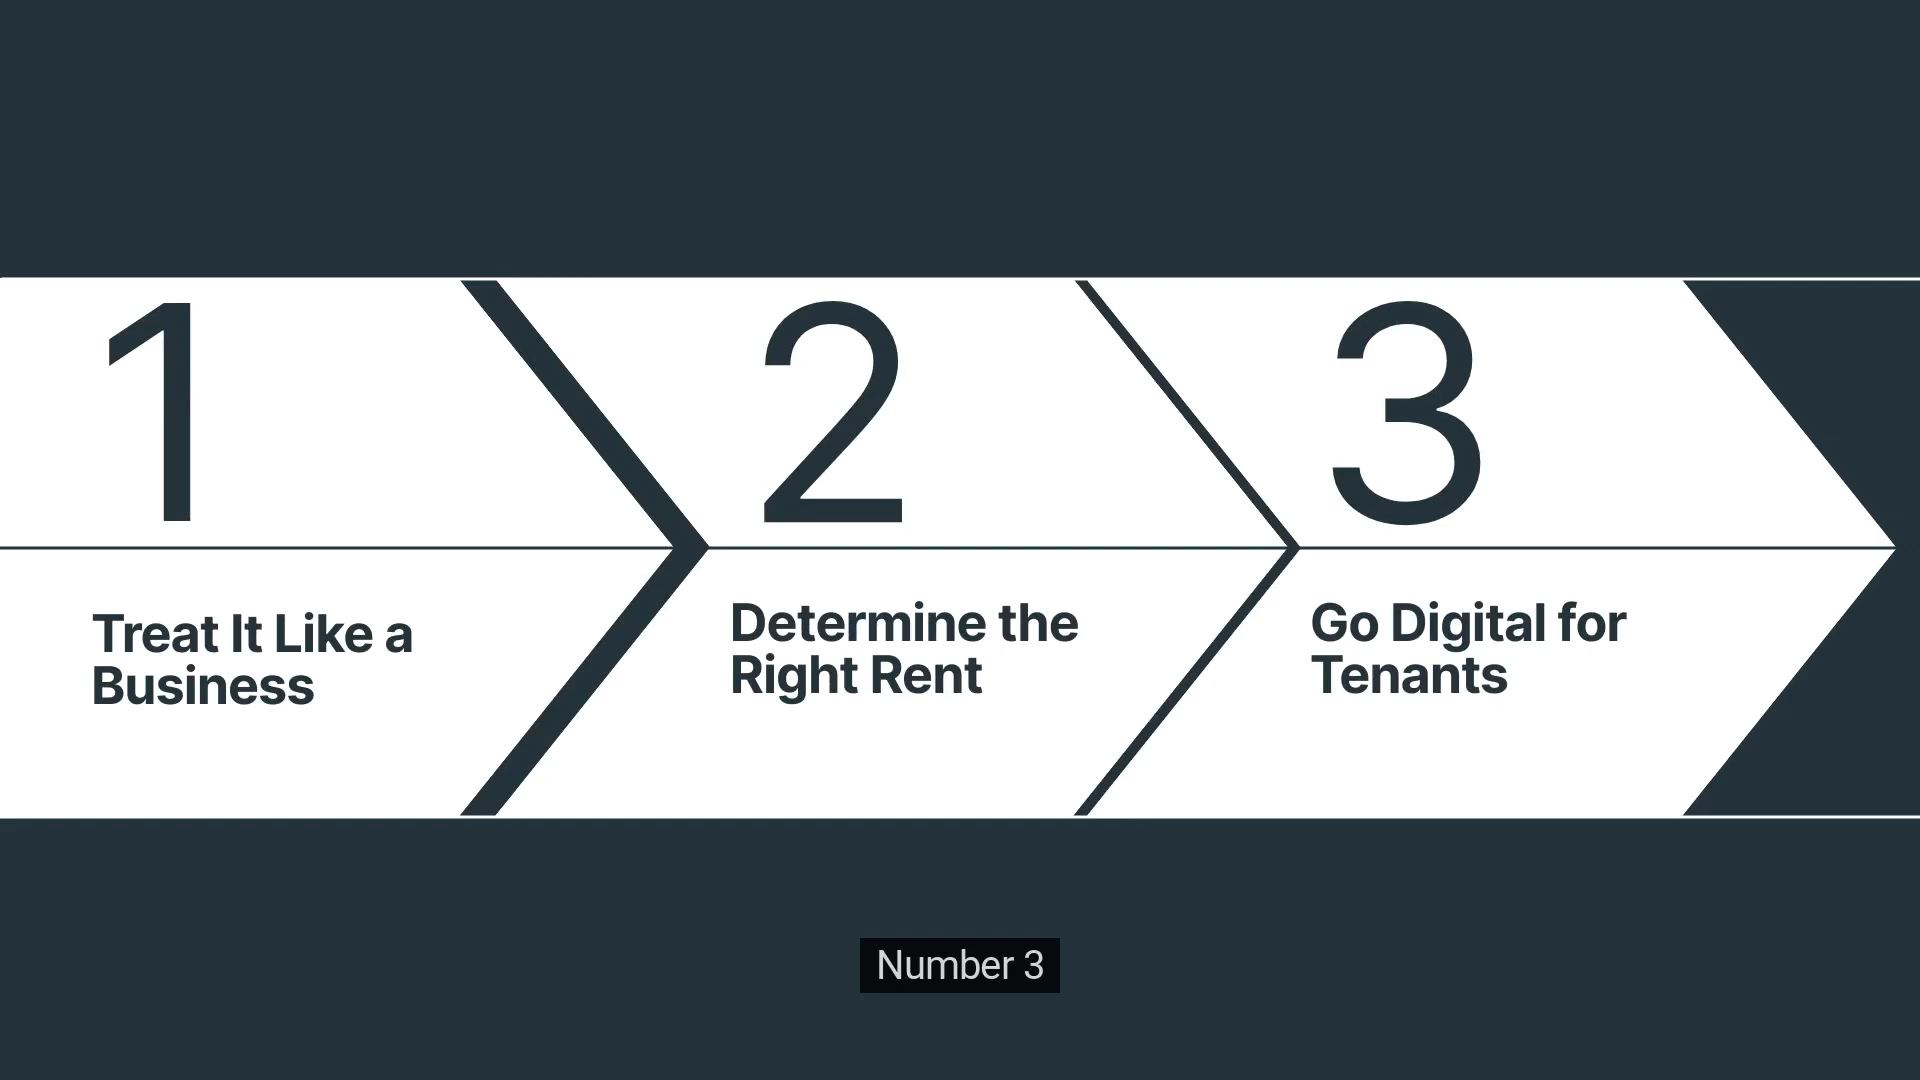 1
Treat It Like a
Business
2
Determine the
Right Rent
3
Go Digital for
Tenants
Number 3